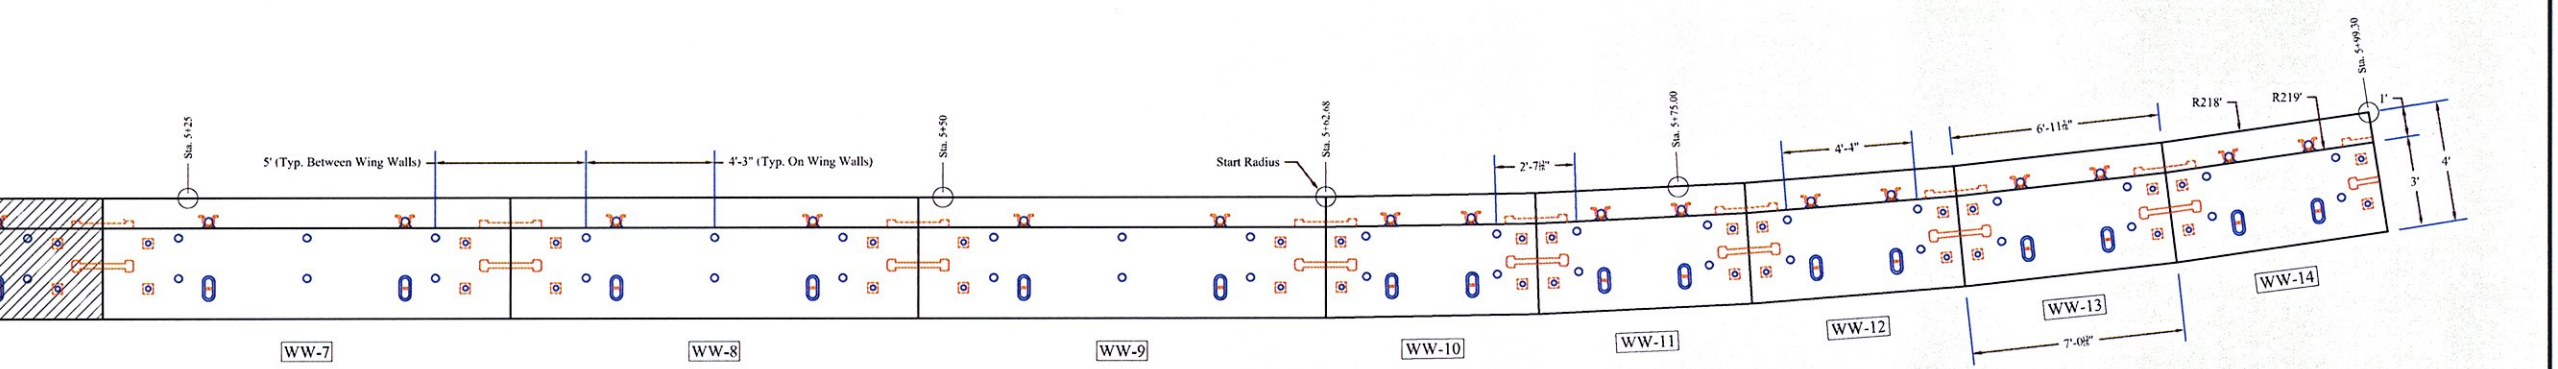 Sta. 5+25
5' (Typ. Between Wing Walls)
4'-3" (Typ. On Wing Walls)
Sta. 5+50
Start Radius
Sta. 5+62.68
2'-7
Sta. 5+75.00
4'-4"
6'-11
R218'
R219'
Sta. 5+99.30
1'
3'
4'
WW-7
WW-8
WW-9
WW-10
WW-11
WW-12
WW-13
WW-14
7'-0